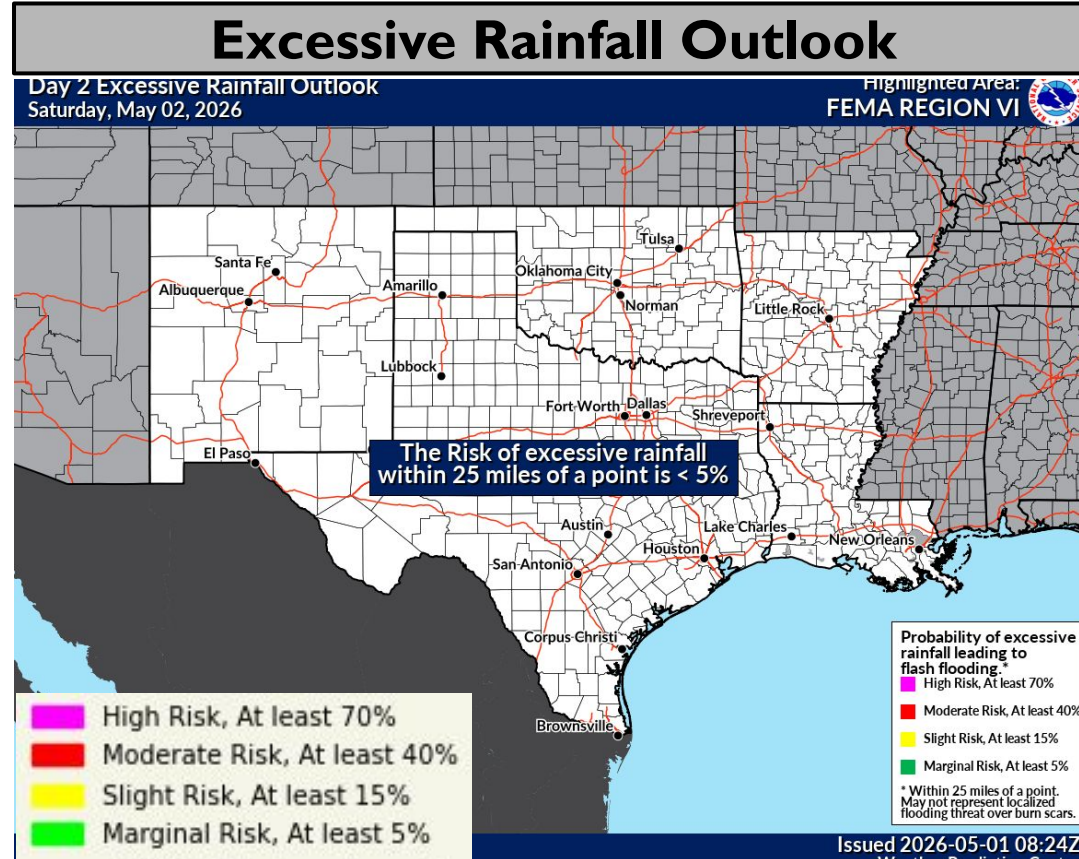 Excessive Rainfall Outlook
Day 2 Excessive Rainfall Outlook
Saturday, May 02, 2026
Highlighted Area:
FEMA REGION VI
Tulsa
Santa Fe
Oklahoma City
Albuquerque
Amarillo
Norman
Little Rock
Lubbock
Fort Worth
Dallas
Shreveport
El Paso
The Risk of excessive rainfall
within 25 miles of a point is < 5%
Austin
Lake Charles
Houston
New Orleans
San Antonio
Corpus Christi
Brownsville
Probability of excessive
rainfall leading to
flash flooding.*
High Risk, At least 70%
Moderate Risk, At least 40%
Slight Risk, At least 15%
Marginal Risk, At least 5%
* Within 25 miles of a point.
May not represent localized
flooding threat over burn scars.
High Risk, At least 70%
Moderate Risk, At least 40%
Slight Risk, At least 15%
Marginal Risk, At least 5%
Issued 2026-05-01 08:24Z
Weather Prediction Center